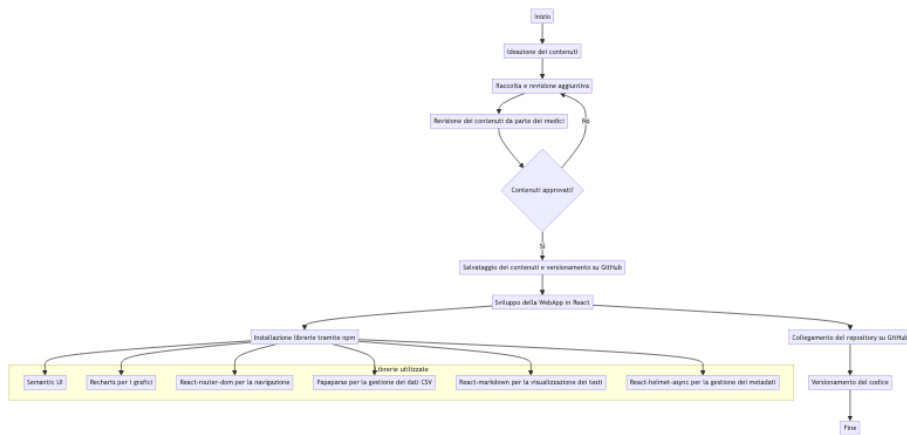 Inizio
Ideazione dei contenuti
Raccolta e revisione aggiuntiva
Revisione dei contenuti da parte dei medici
No
Contenuti approvati?
Sì
Salvataggio dei contenuti e versionamento su GitHub
Sviluppo della WebApp in React
Installazione librerie tramite npm
Collegamento del repository su GitHub
Librerie utilizzate
Semantic UI
Recharts per i grafici
React-router-dom per la navigazione
Papaparse per la gestione dei dati CSV
React-markdown per la visualizzazione dei testi
React-helmet-async per la gestione dei metadati
Versionamento del codice
Fine